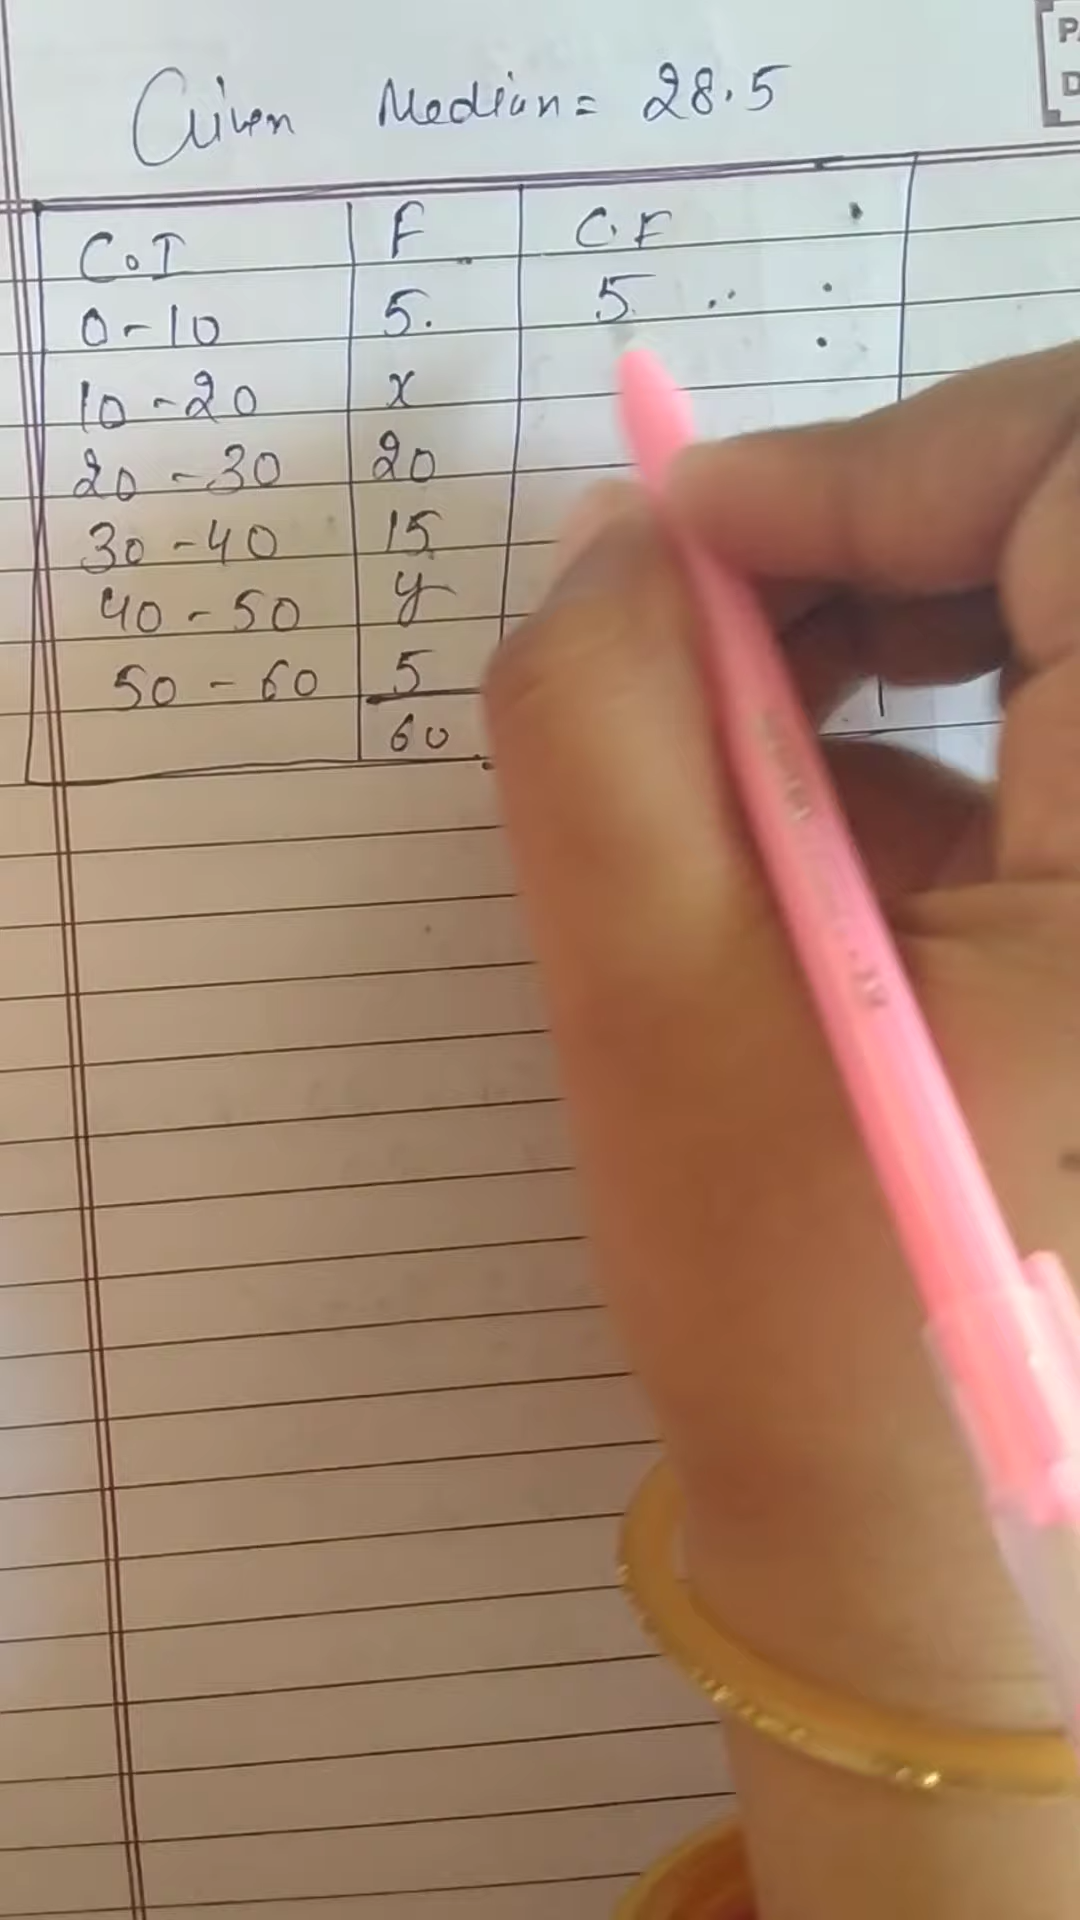 Given Median = 28.5
C.I F C.F
0-10 5. 5
10-20 x
20-30 20
30-40 15
40-50 y
50-60 5
60